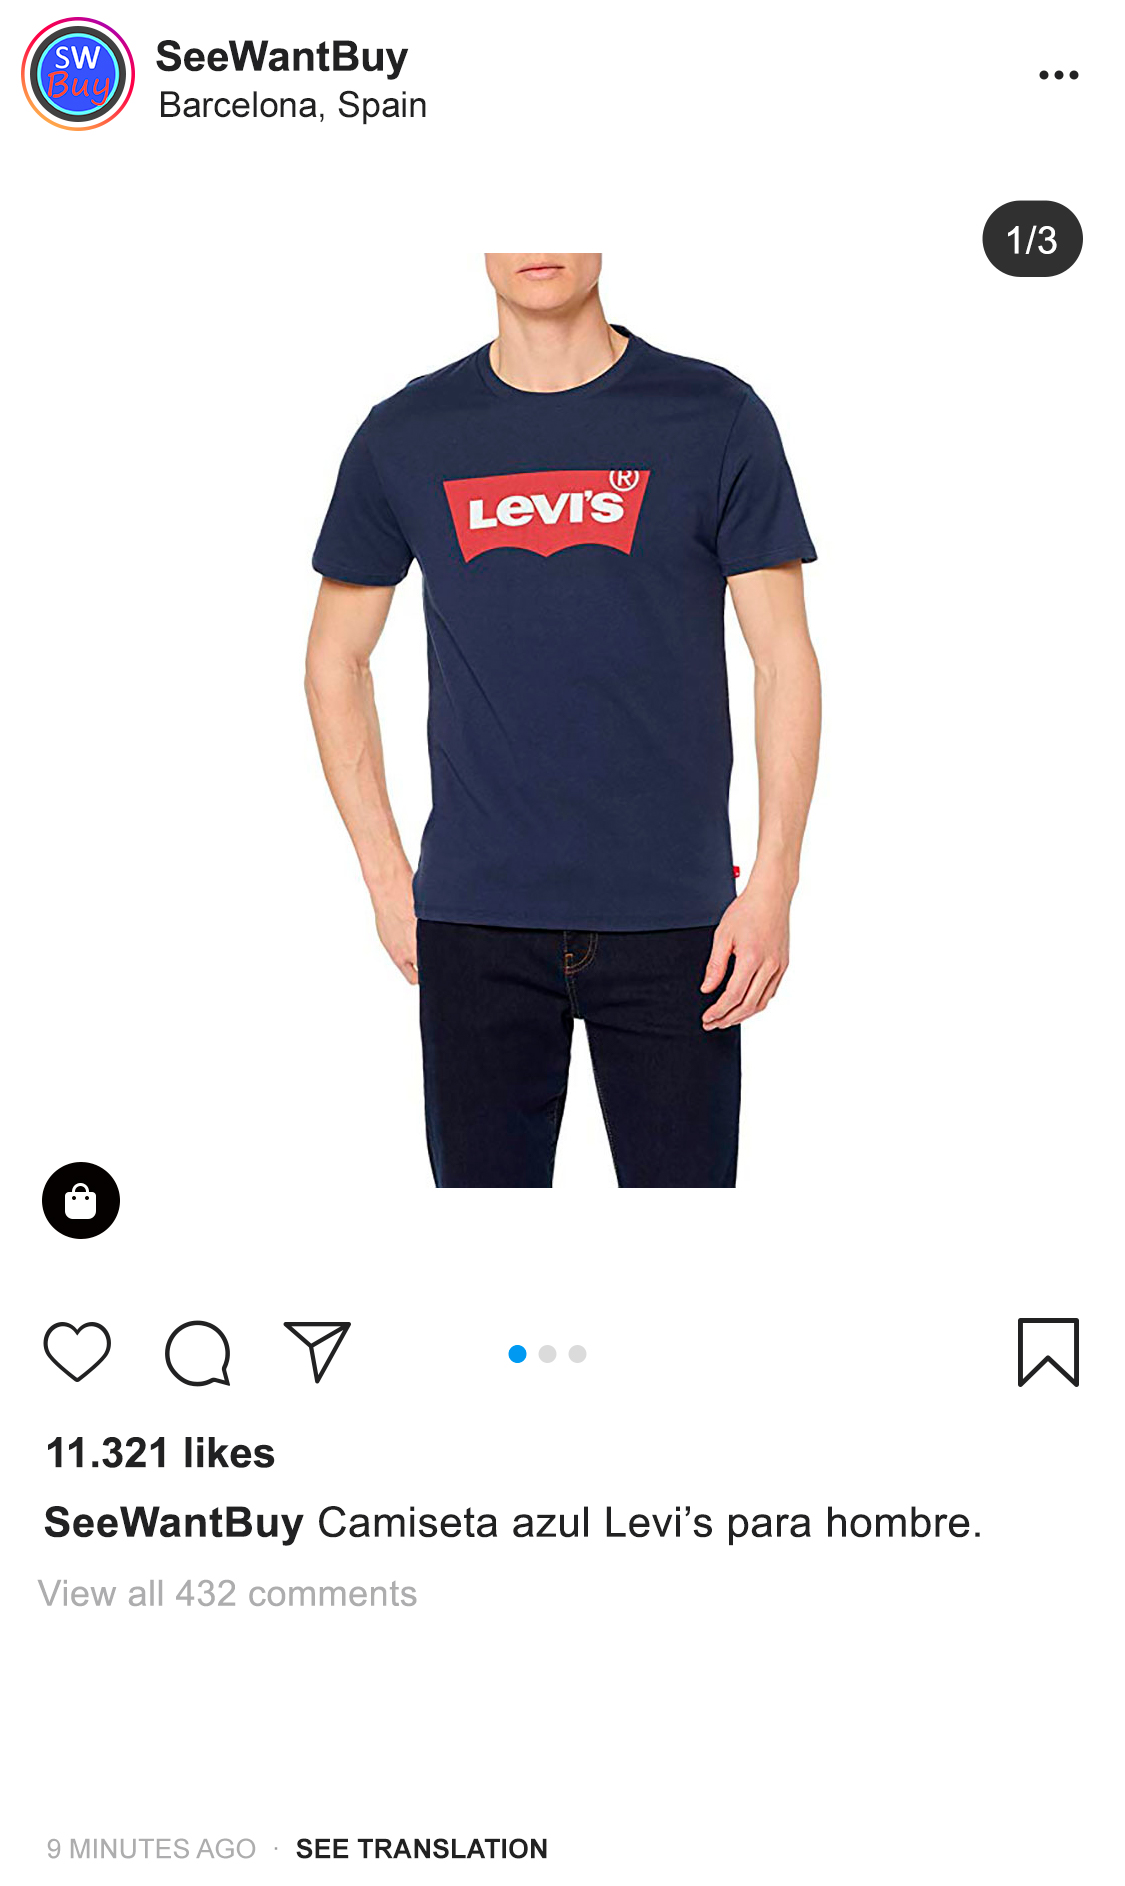 SW
Buy
SeeWantBuy
Barcelona, Spain
1/3
LEVI'S ®
11.321 likes
SeeWantBuy Camiseta azul Levi’s para hombre.
View all 432 comments
9 MINUTES AGO · SEE TRANSLATION